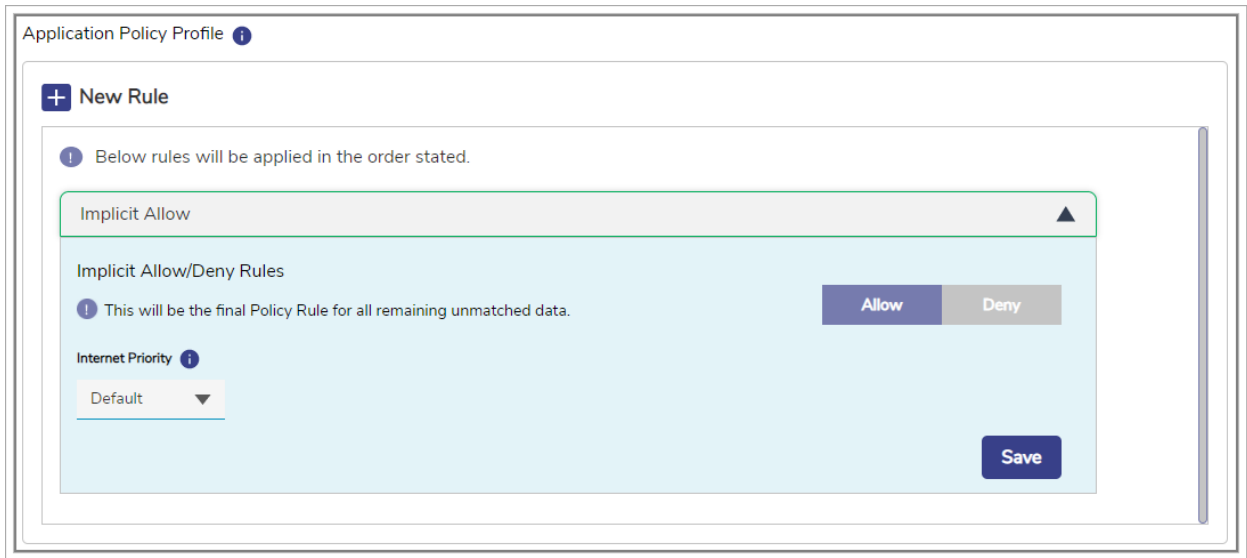 Application Policy Profile
New Rule
Below rules will be applied in the order stated.
Implicit Allow
Implicit Allow/Deny Rules
This will be the final Policy Rule for all remaining unmatched data.
Allow
Deny
Internet Priority
Default
Save